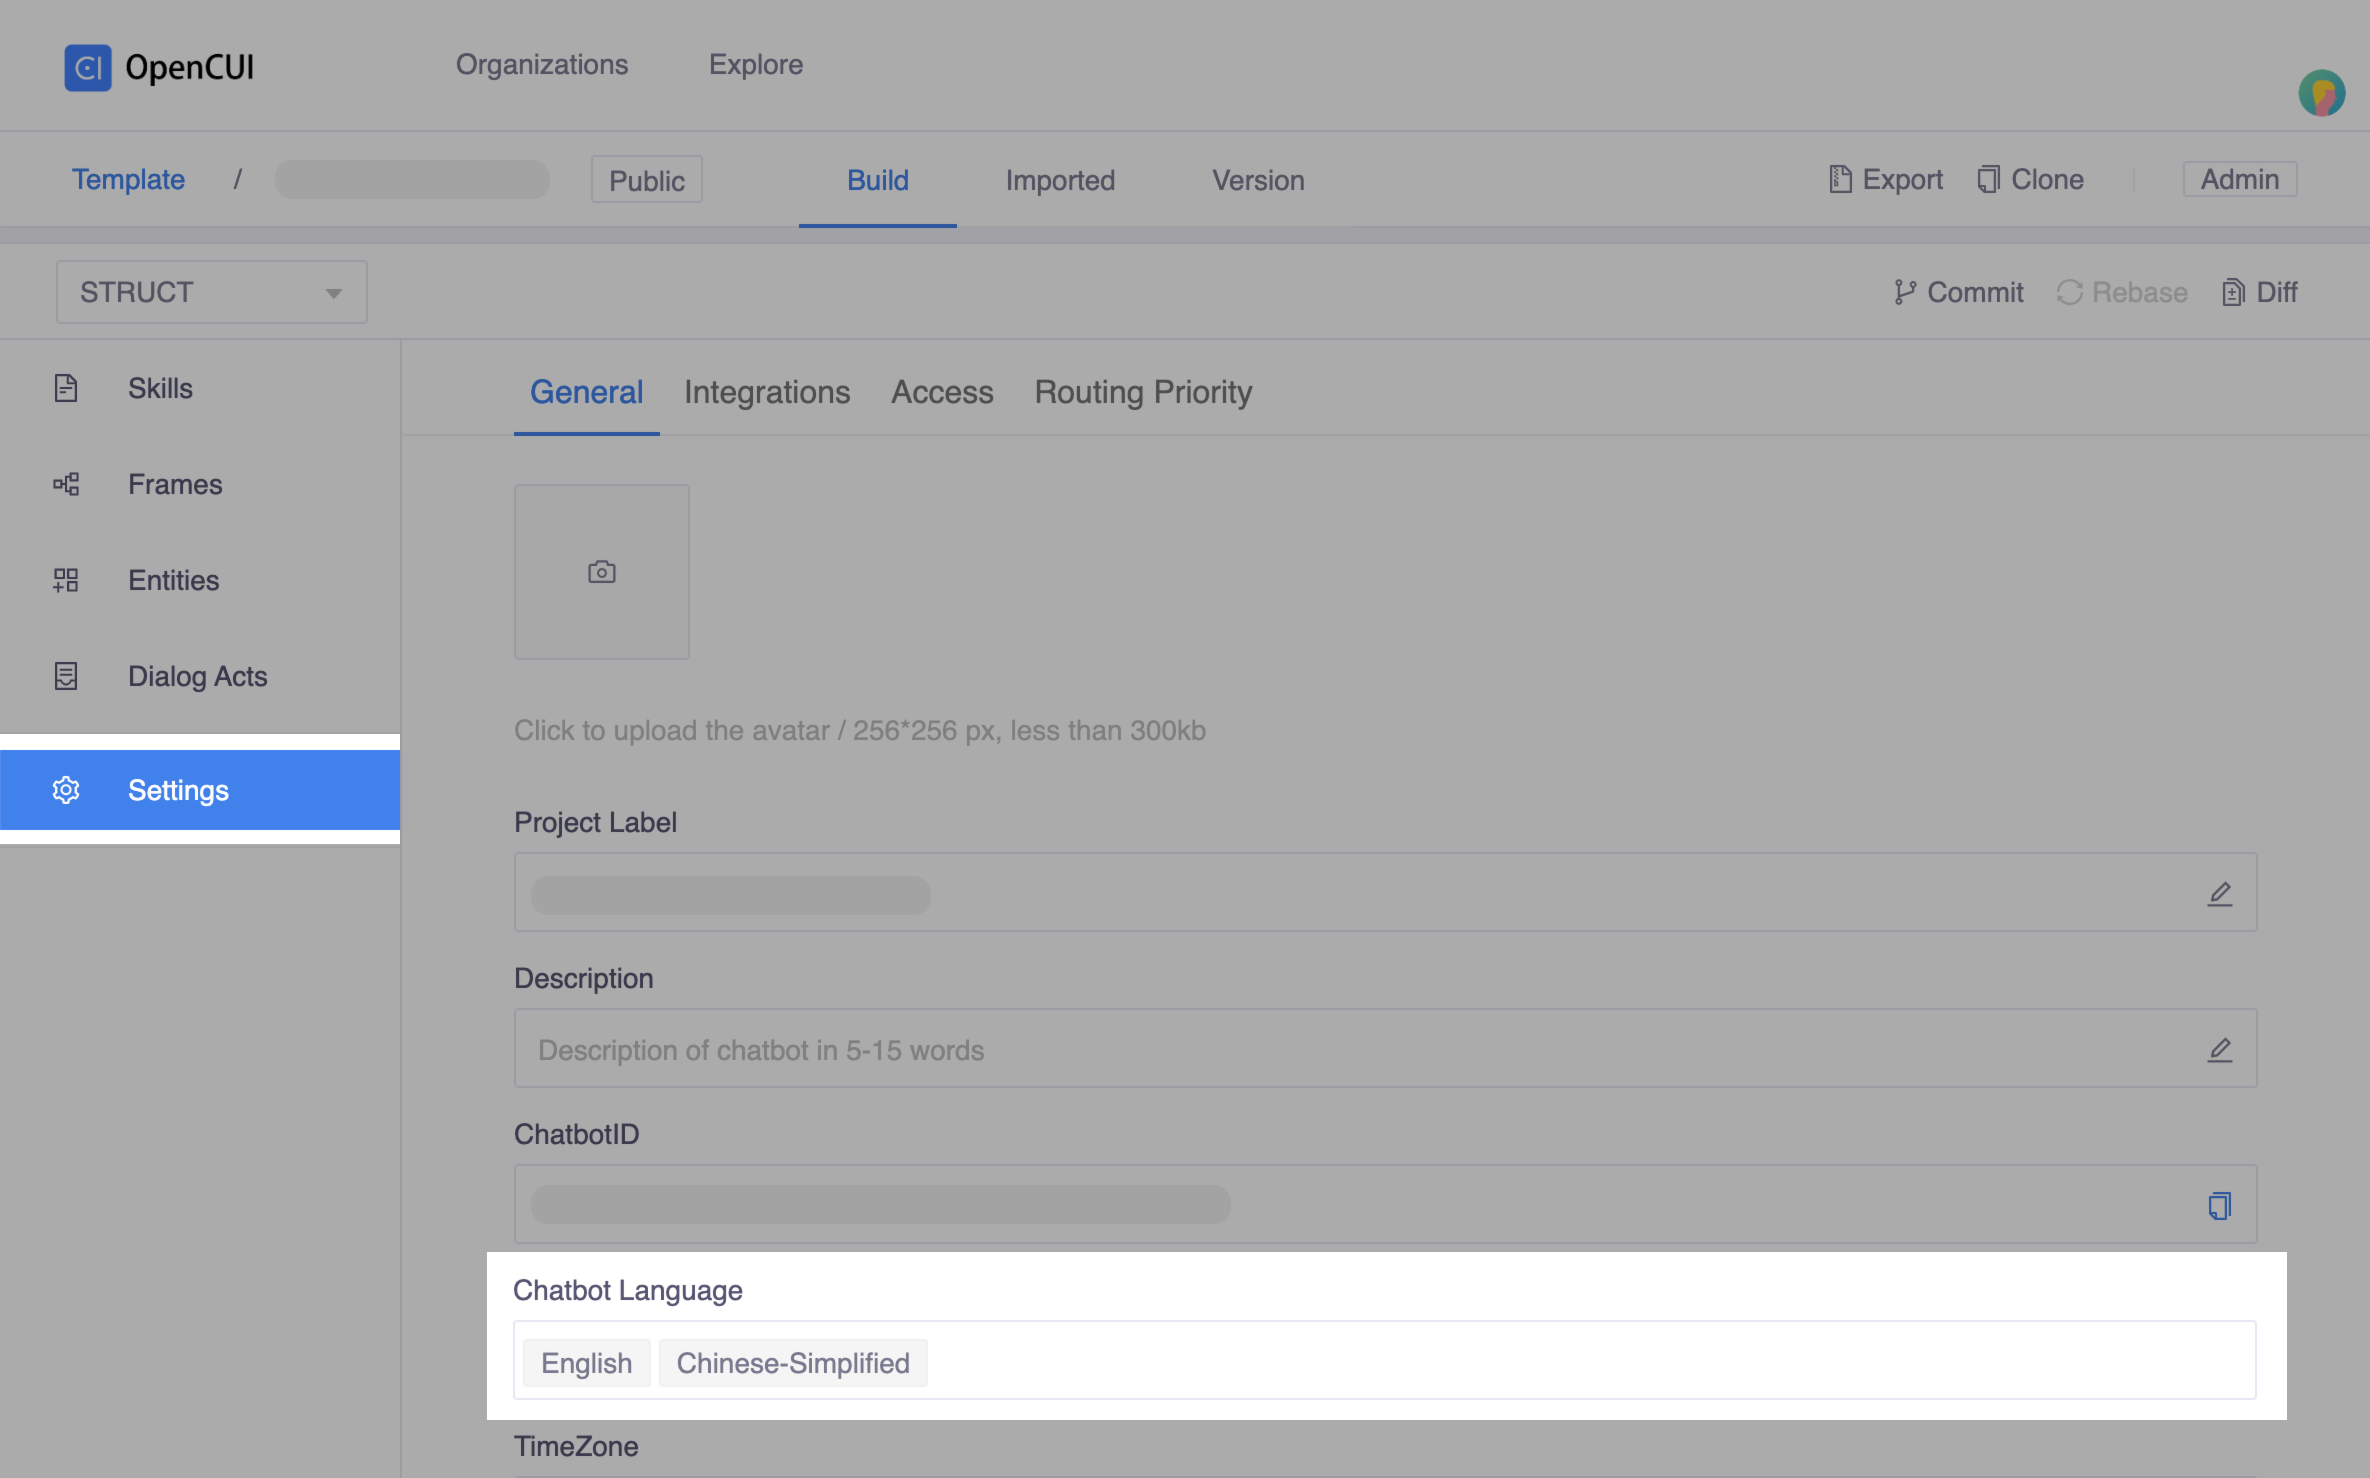 OpenCUI Organizations Explore
Template / Public Build Imported Version Export Clone Admin
STRUCT Commit Rebase Diff
Skills
Frames
Entities
Dialog Acts
Settings
General Integrations Access Routing Priority
Click to upload the avatar / 256*256 px, less than 300kb
Project Label
Description
Description of chatbot in 5-15 words
ChatbotID
Chatbot Language
English Chinese-Simplified
TimeZone